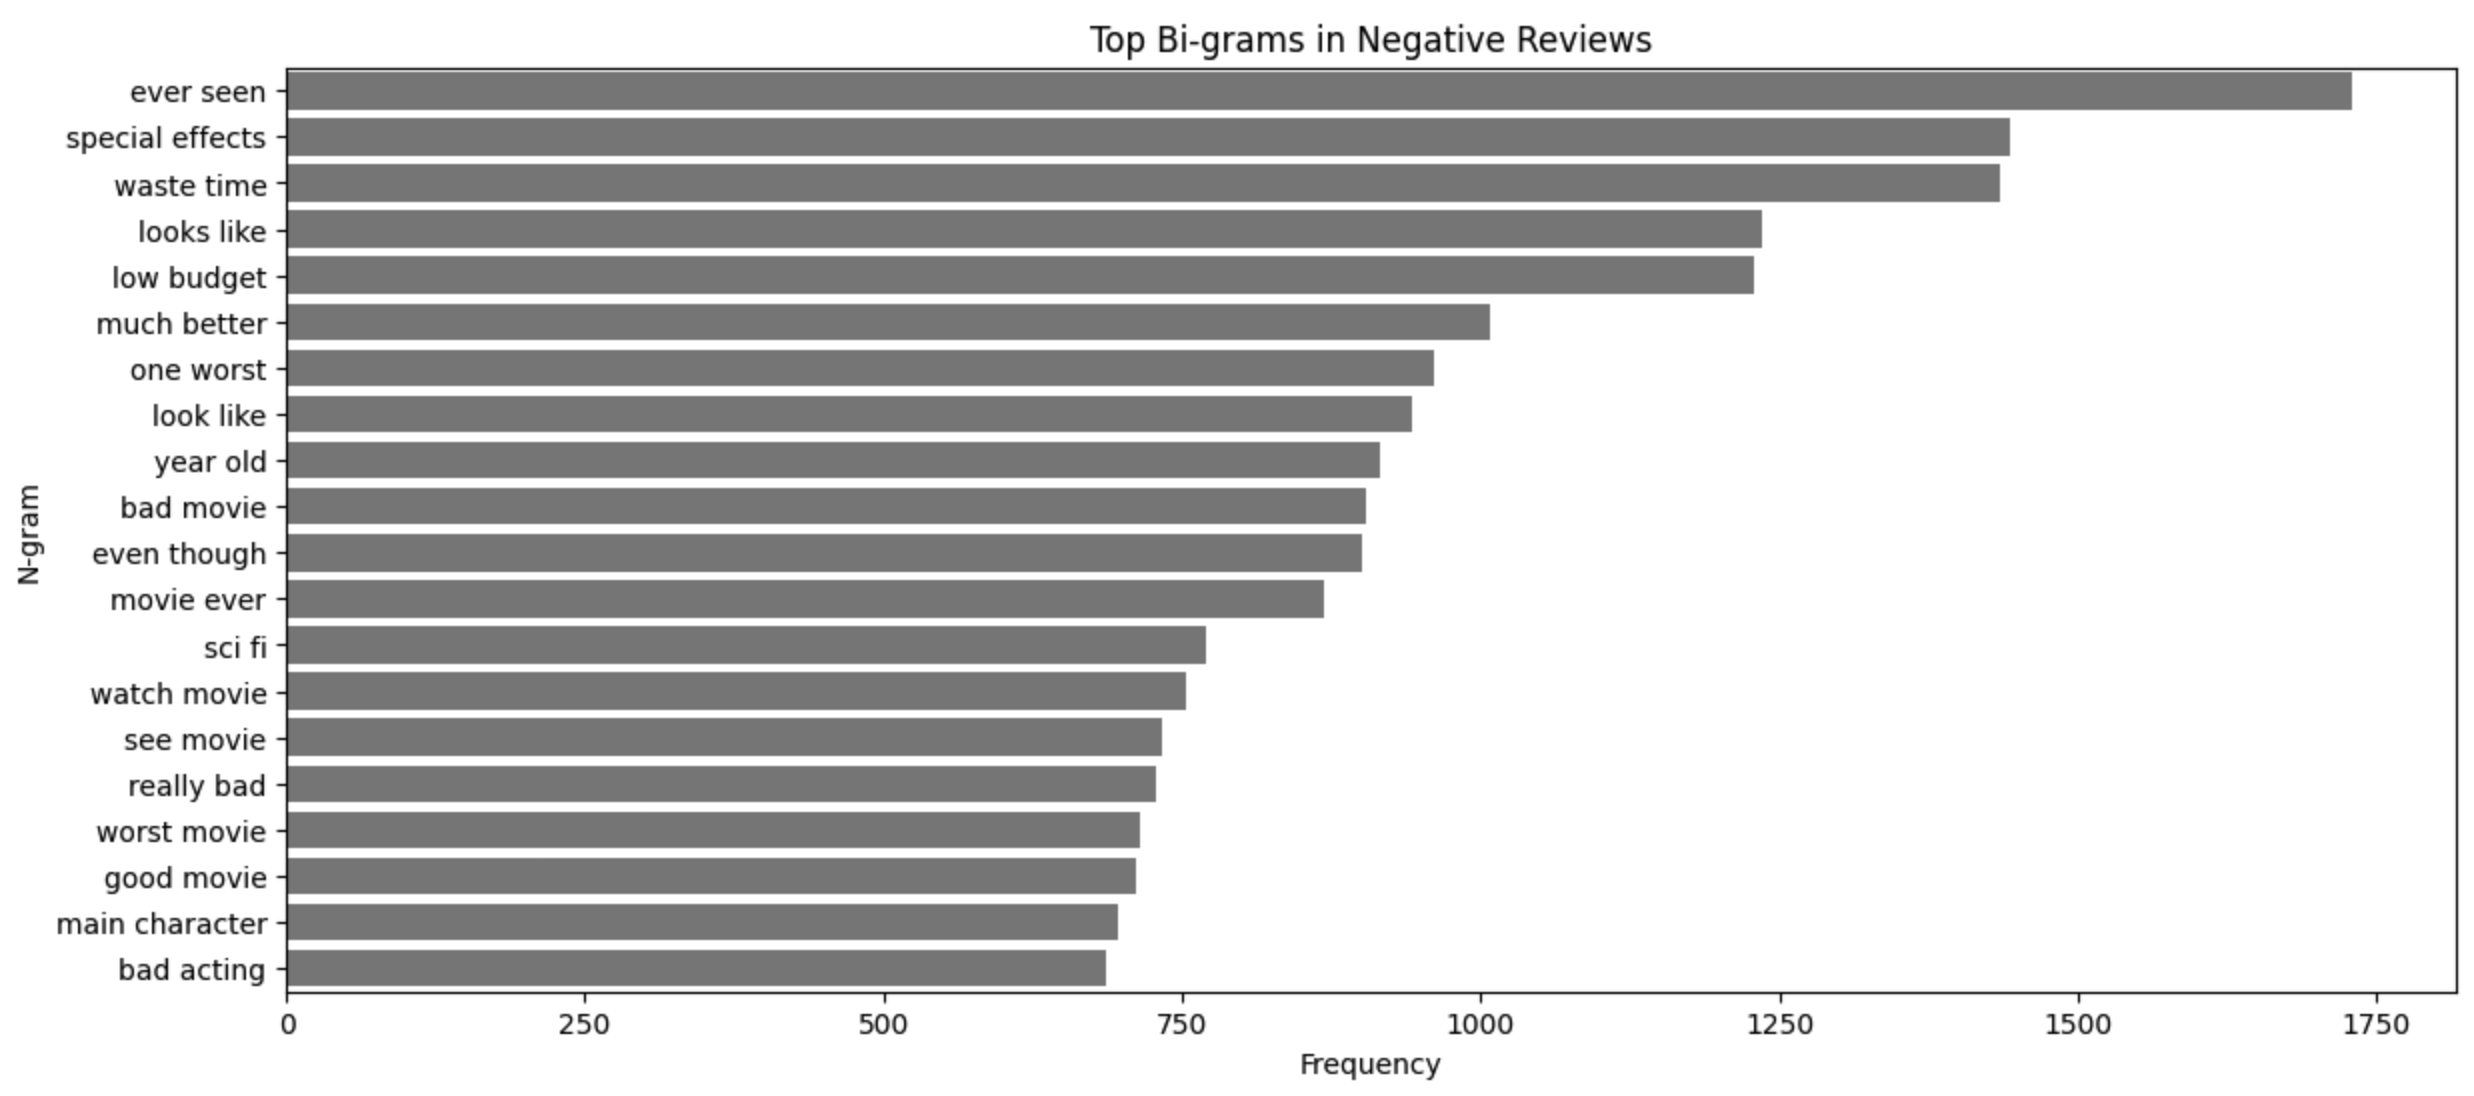 Top Bi-grams in Negative Reviews
ever seen
special effects
waste time
looks like
low budget
much better
one worst
look like
year old
bad movie
even though
movie ever
sci fi
watch movie
see movie
really bad
worst movie
good movie
main character
bad acting
N-gram
0 250 500 750 1000 1250 1500 1750
Frequency